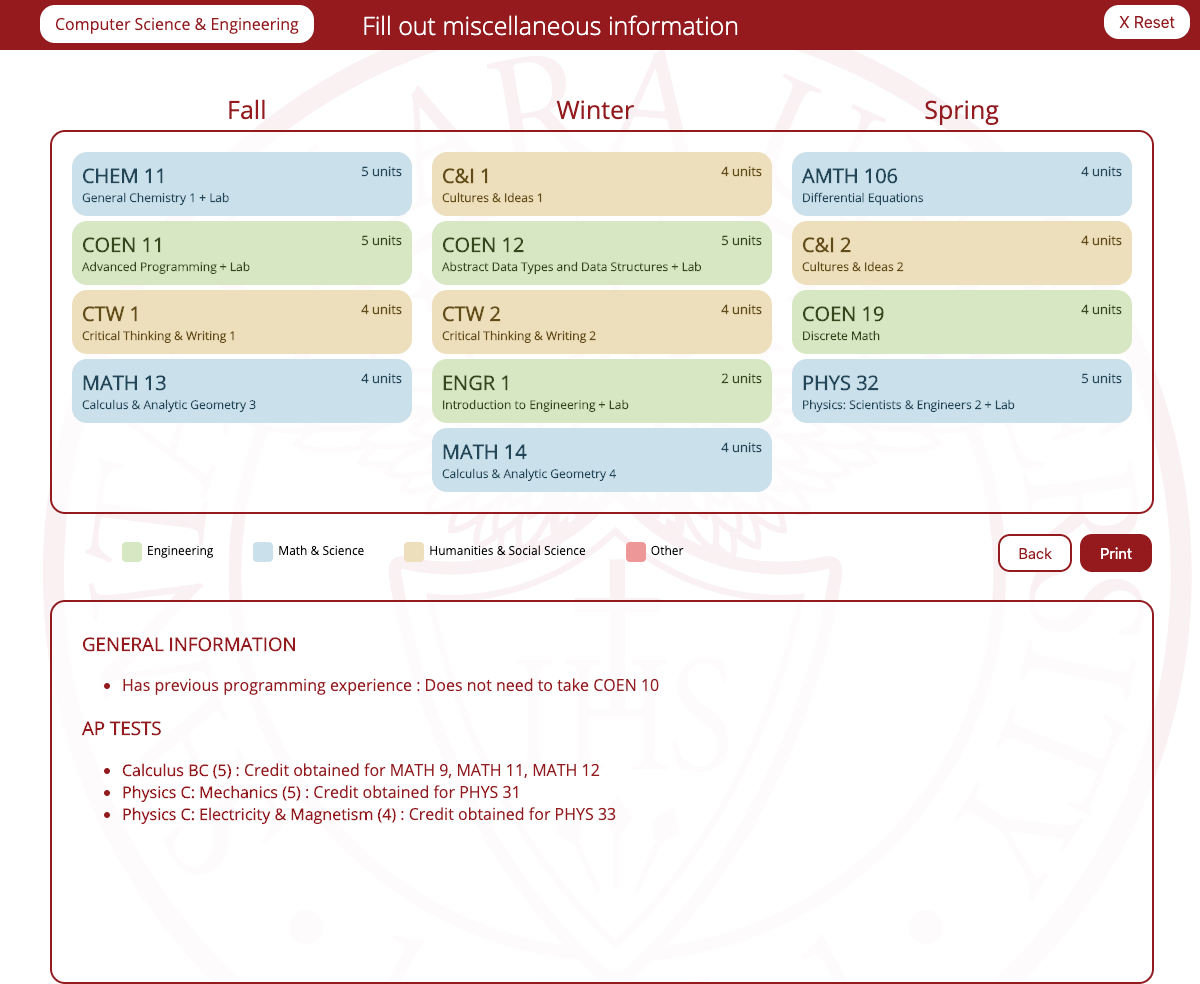 Computer Science & Engineering
Fill out miscellaneous information
X Reset
Fall
Winter
Spring
CHEM 11
5 units
General Chemistry 1 + Lab
COEN 11
5 units
Advanced Programming + Lab
CTW 1
4 units
Critical Thinking & Writing 1
MATH 13
4 units
Calculus & Analytic Geometry 3
C&I 1
4 units
Cultures & Ideas 1
COEN 12
5 units
Abstract Data Types and Data Structures + Lab
CTW 2
4 units
Critical Thinking & Writing 2
ENGR 1
2 units
Introduction to Engineering + Lab
MATH 14
4 units
Calculus & Analytic Geometry 4
AMTH 106
4 units
Differential Equations
C&I 2
4 units
Cultures & Ideas 2
COEN 19
4 units
Discrete Math
PHYS 32
5 units
Physics: Scientists & Engineers 2 + Lab
Engineering
Math & Science
Humanities & Social Science
Other
Back
Print
GENERAL INFORMATION
• Has previous programming experience : Does not need to take COEN 10
AP TESTS
• Calculus BC (5) : Credit obtained for MATH 9, MATH 11, MATH 12
• Physics C: Mechanics (5) : Credit obtained for PHYS 31
• Physics C: Electricity & Magnetism (4) : Credit obtained for PHYS 33
IHS